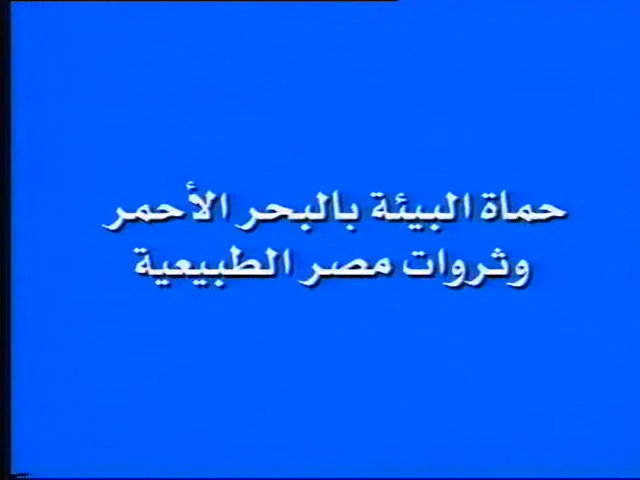 حماة البيئة بالبحر الأحمر
وثروات مصر الطبيعية